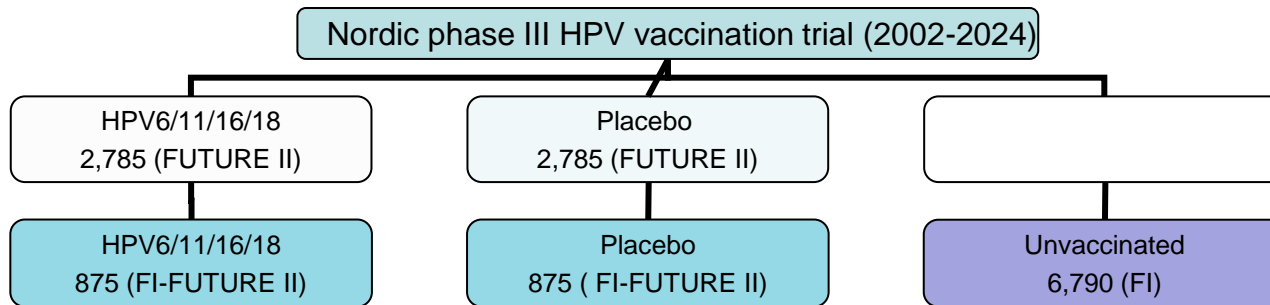 Nordic phase III HPV vaccination trial (2002-2024)
HPV6/11/16/18
2,785 (FUTURE II)
Placebo
2,785 (FUTURE II)
HPV6/11/16/18
875 (FI-FUTURE II)
Placebo
875 ( FI-FUTURE II)
Unvaccinated
6,790 (FI)